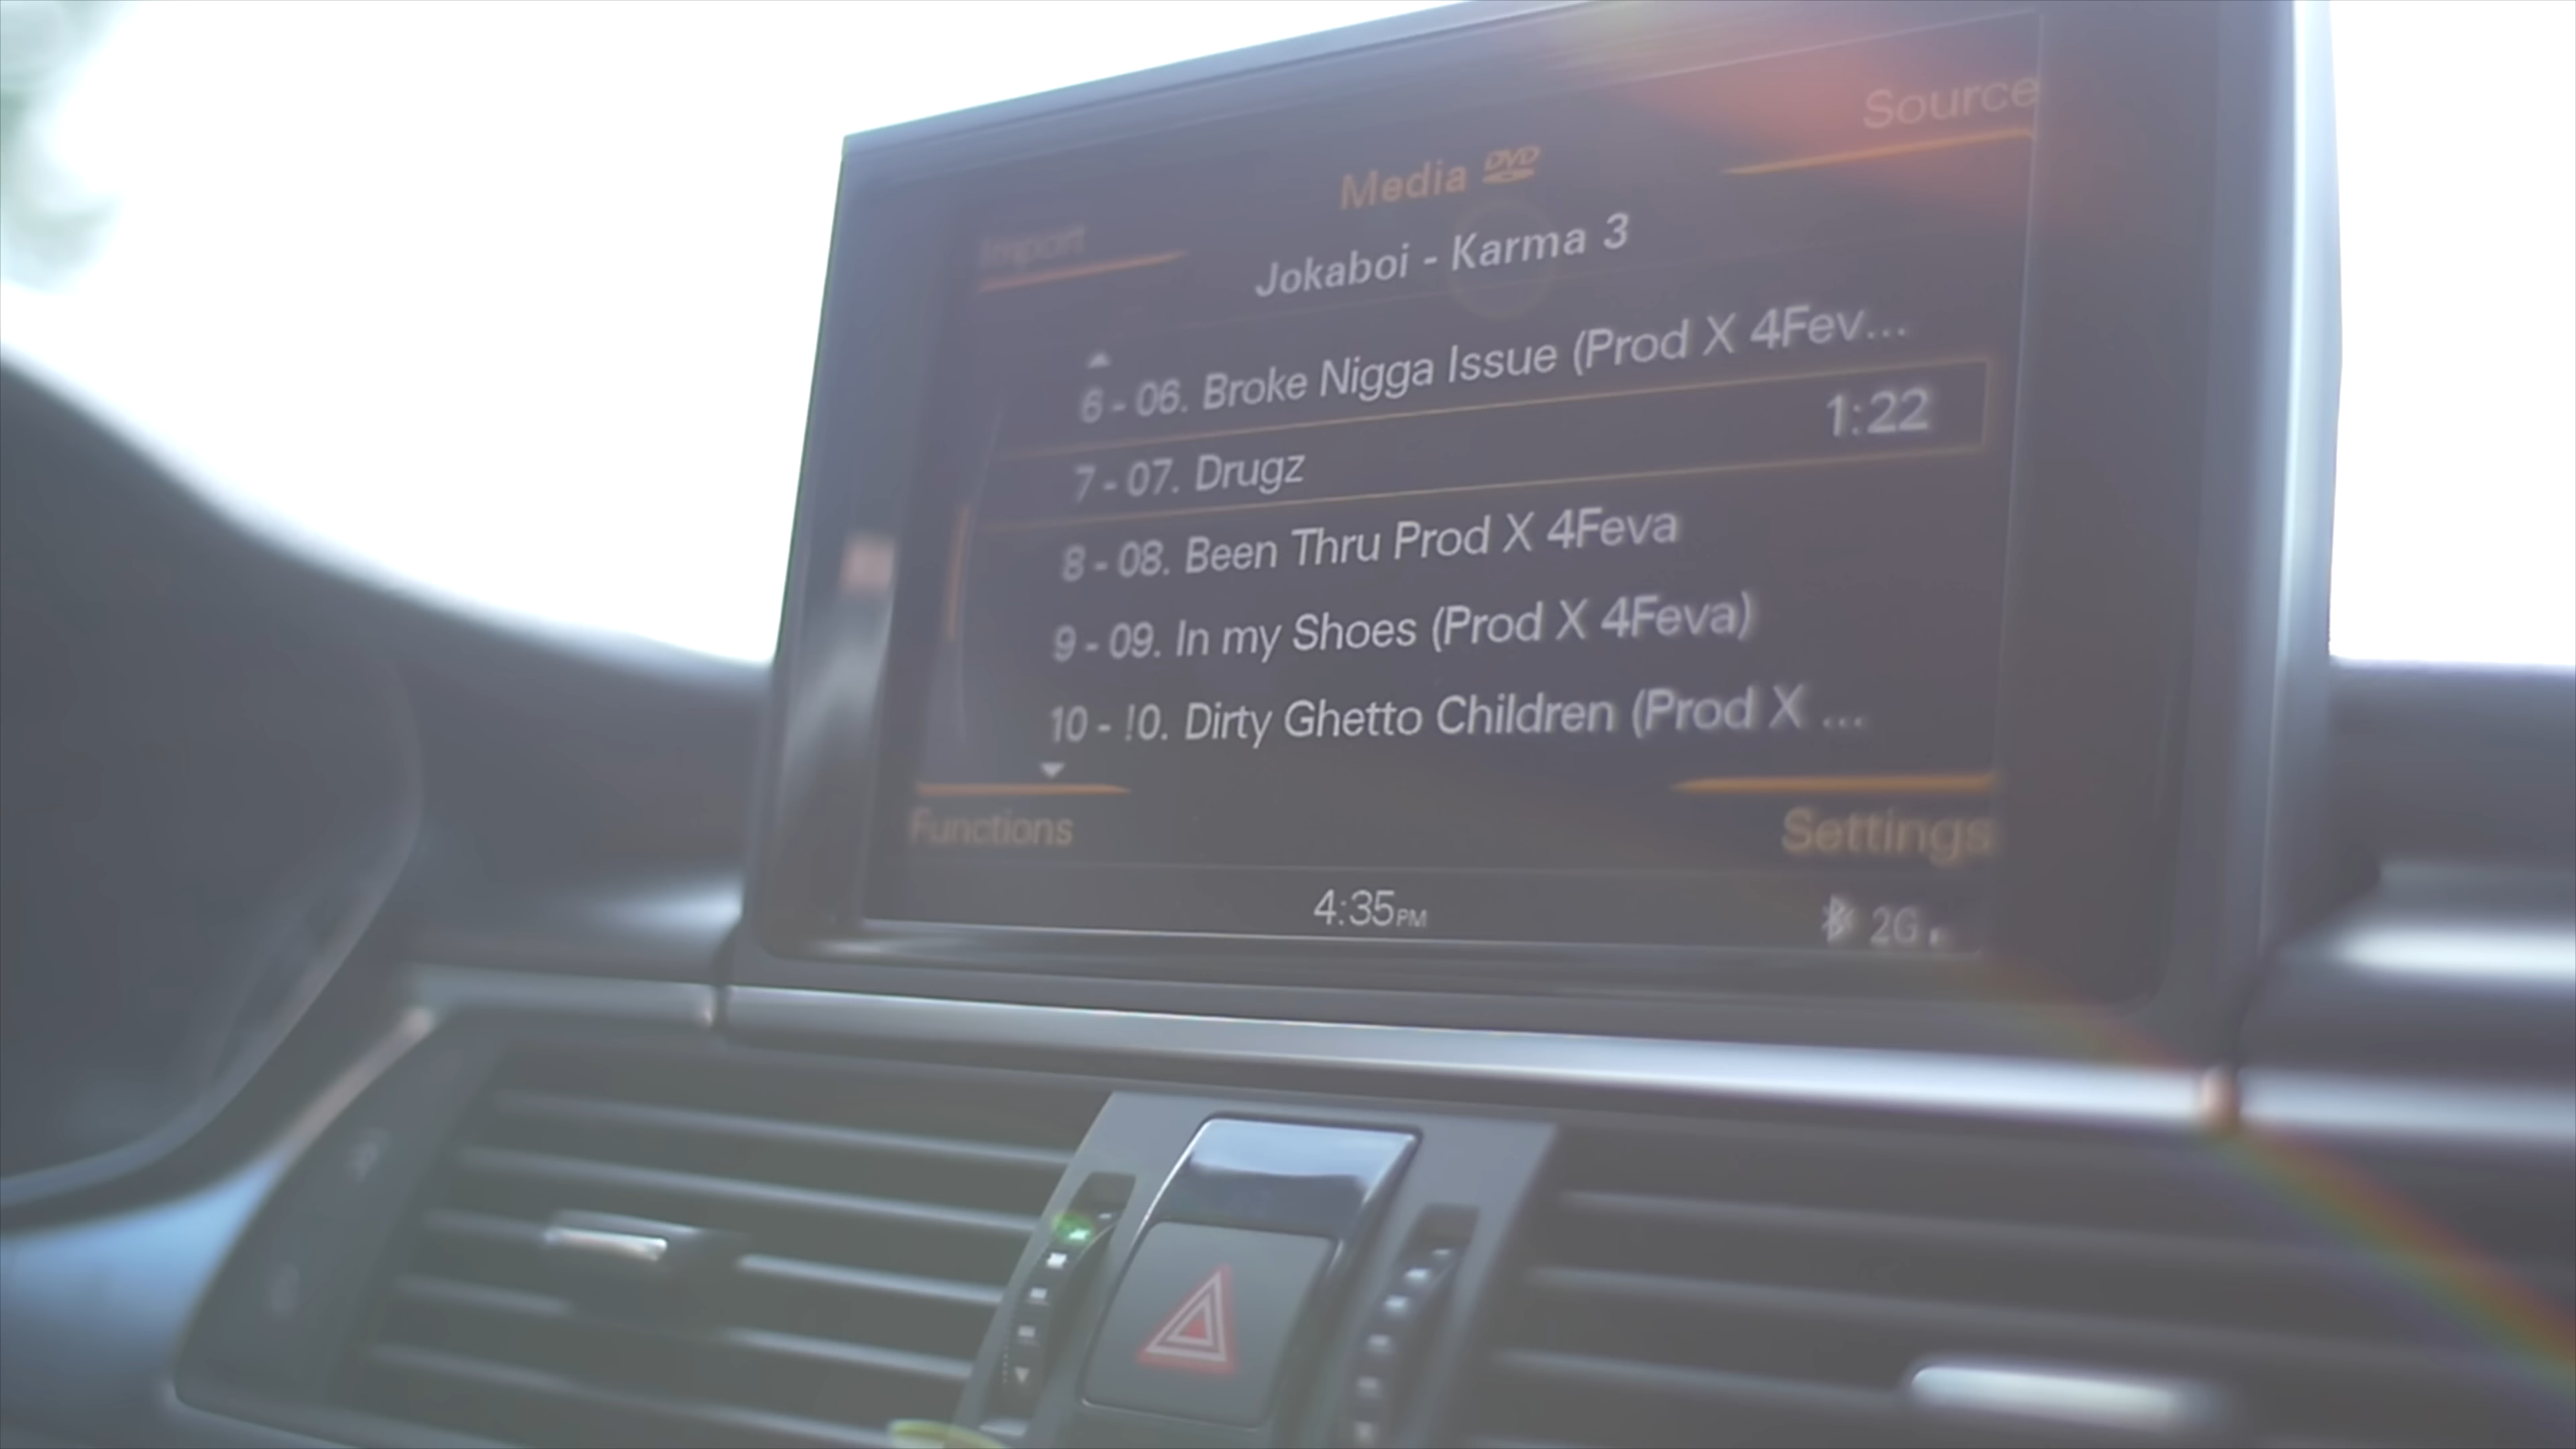 Source
Media DVD
Import
Jokaboi - Karma 3
6 - 06. Broke Nigga Issue (Prod X 4Fev...
7 - 07. Drugz 1:22
8 - 08. Been Thru Prod X 4Feva
9 - 09. In my Shoes (Prod X 4Feva)
10 - !0. Dirty Ghetto Children (Prod X ...
Functions
Settings
4:35PM
2G